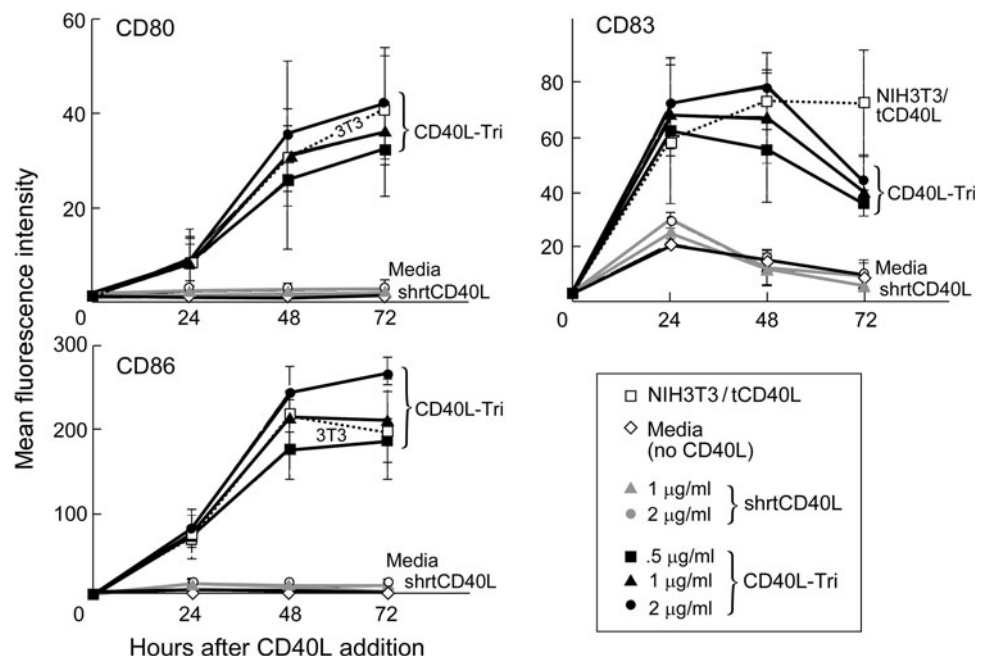 CD80
60
40
20
0
24
48
72
3T3
CD40L-Tri
Media
shrtCD40L
CD83
80
60
40
20
0
24
48
72
NIH3T3/
tCD40L
CD40L-Tri
Media
shrtCD40L
Mean fluorescence intensity
CD86
300
200
100
0
24
48
72
3T3
CD40L-Tri
Media
shrtCD40L
Hours after CD40L addition
NIH3T3/tCD40L
Media
(no CD40L)
1 µg/ml
2 µg/ml
shrtCD40L
.5 µg/ml
1 µg/ml
2 µg/ml
CD40L-Tri